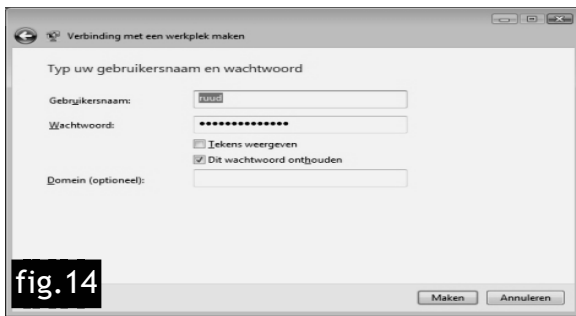 Verbinding met een werkplek maken
Typ uw gebruikersnaam en wachtwoord
Gebruikersnaam: ruud
Wachtwoord: ••••••••••••••
Tekens weergeven
Dit wachtwoord onthouden
Domein (optioneel):
fig.14
Maken Annuleren